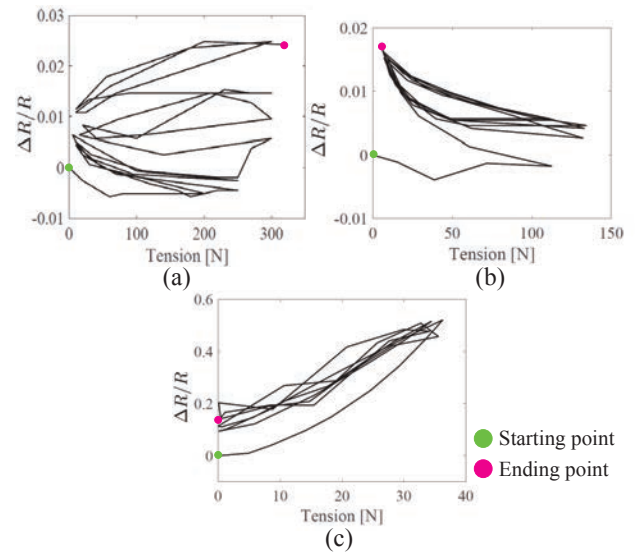 0.03
0.02
0.01
0
-0.01
ΔR/R
0 100 200 300
Tension [N]
(a)
0.02
0.01
0
-0.01
ΔR/R
0 50 100 150
Tension [N]
(b)
0.6
0.4
0.2
0
ΔR/R
0 10 20 30 40
Tension [N]
(c)
Starting point
Ending point